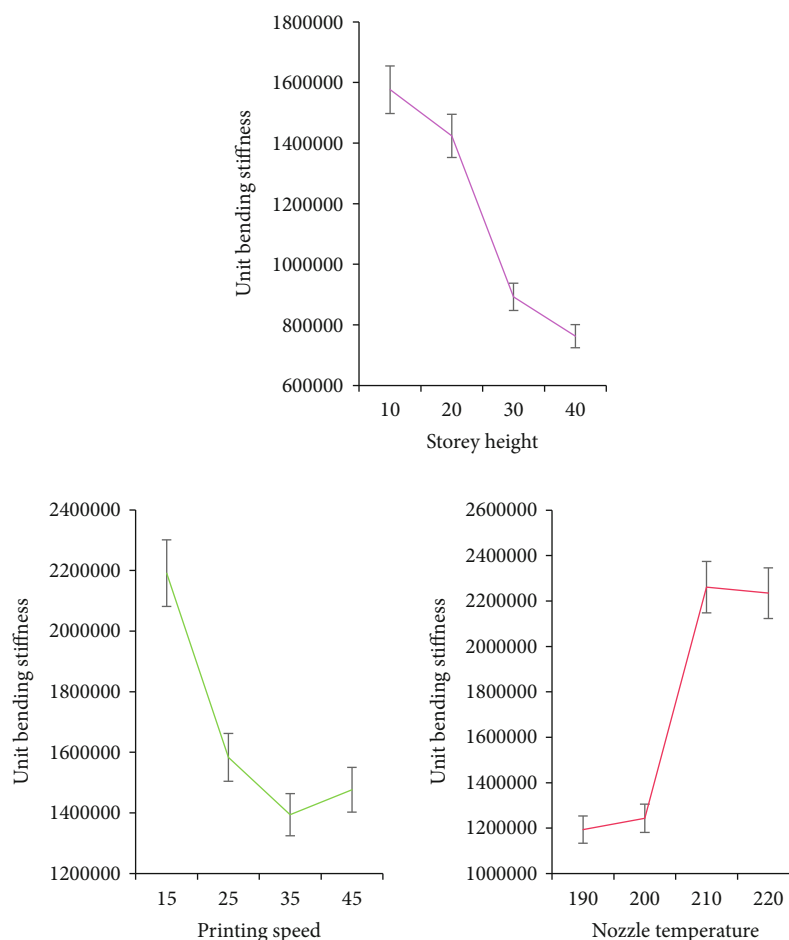 1800000
1600000
1400000
1200000
1000000
800000
600000
Unit bending stiffness
10 20 30 40
Storey height
2400000
2200000
2000000
1800000
1600000
1400000
1200000
Unit bending stiffness
15 25 35 45
Printing speed
2600000
2400000
2200000
2000000
1800000
1600000
1400000
1200000
1000000
Unit bending stiffness
190 200 210 220
Nozzle temperature